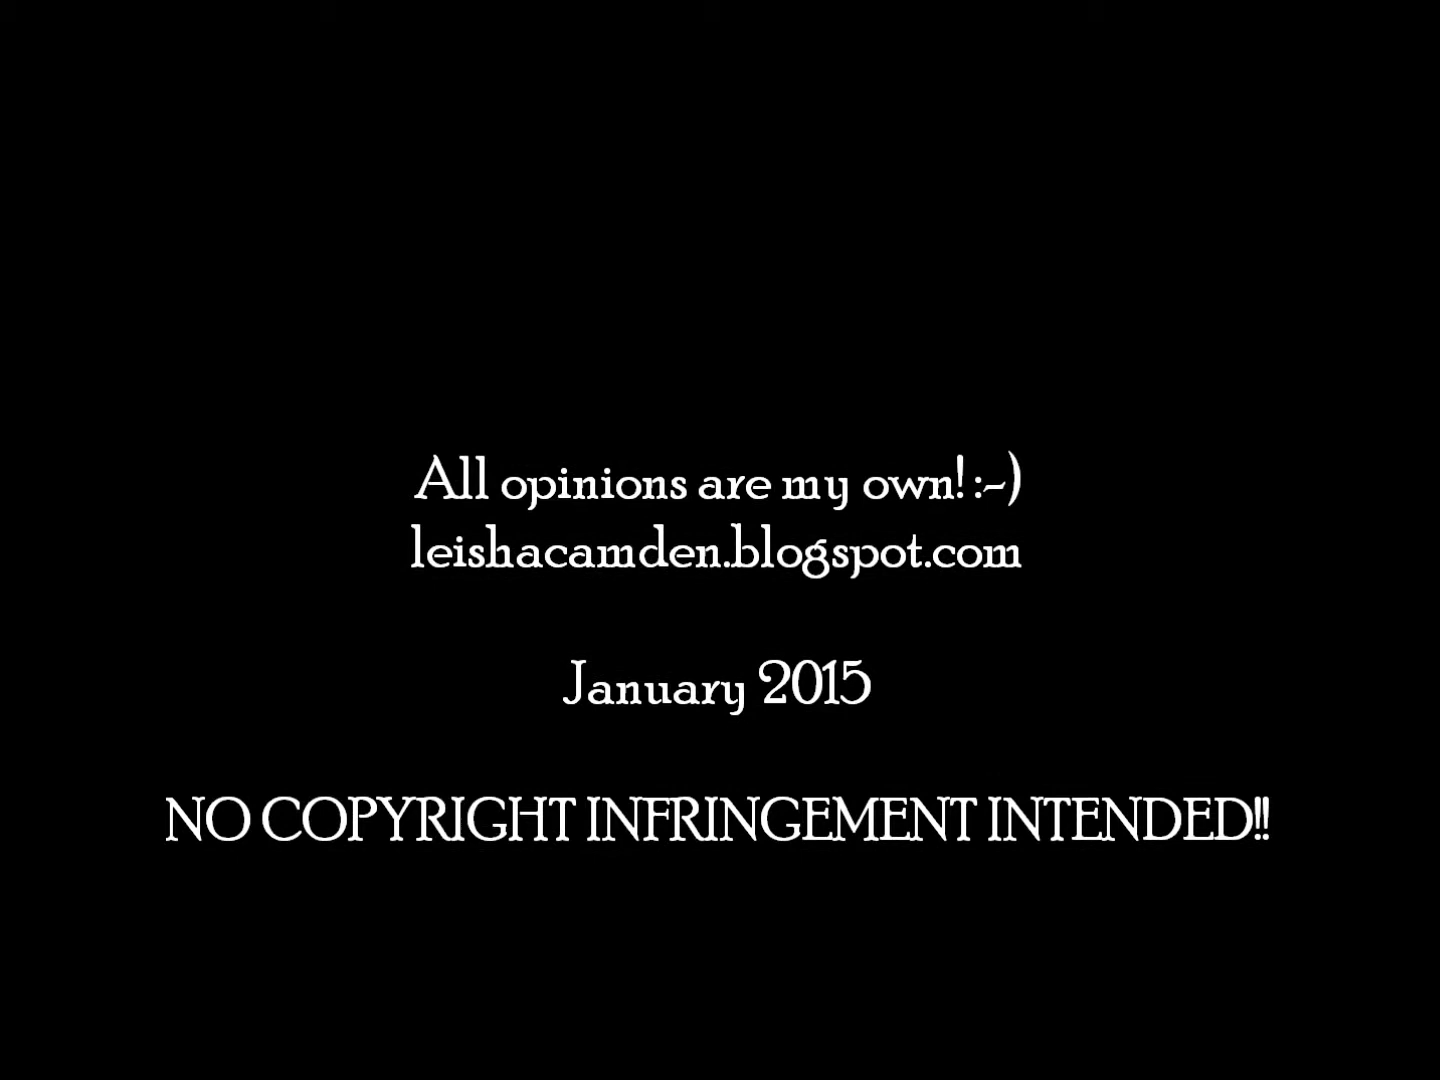 All opinions are my own! :-)
leishacamden.blogspot.com
January 2015
NO COPYRIGHT INFRINGEMENT INTENDED!!